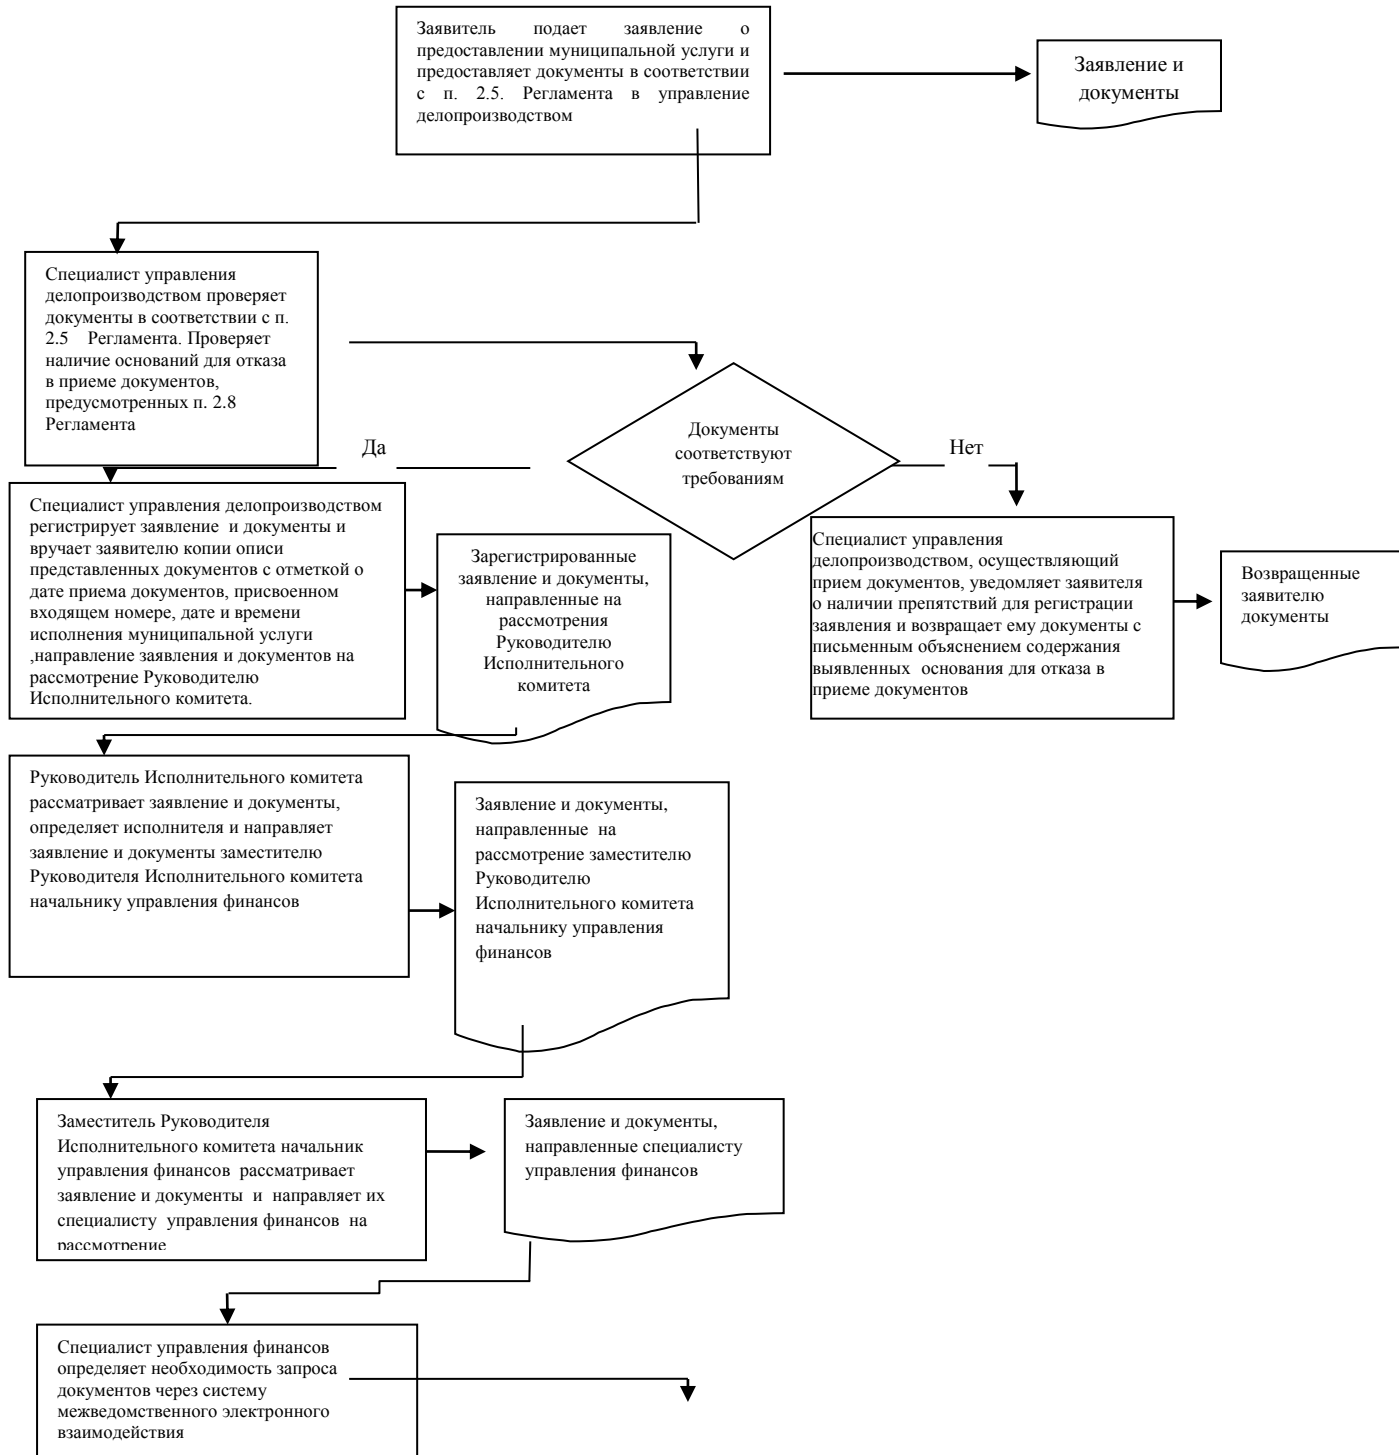 Заявитель подает заявление о
предоставлении муниципальной услуги и
предоставляет документы в соответствии
с п. 2.5. Регламента в управление
делопроизводством
Заявление и
документы
Специалист управления
делопроизводством проверяет
документы в соответствии с п.
2.5 Регламента. Проверяет
наличие оснований для отказа
в приеме документов,
предусмотренных п. 2.8
Регламента
Документы
соответствуют
требованиям
Да
Нет
Специалист управления делопроизводством
регистрирует заявление и документы и
вручает заявителю копии описи
представленных документов с отметкой о
дате приема документов, присвоенном
входящем номере, дате и времени
исполнения муниципальной услуги
,направление заявления и документов на
рассмотрение Руководителю
Исполнительного комитета.
Зарегистрированные
заявление и документы,
направленные на
рассмотрения
Руководителю
Исполнительного
комитета
Специалист управления
делопроизводством, осуществляющий
прием документов, уведомляет заявителя
о наличии препятствий для регистрации
заявления и возвращает ему документы с
письменным объяснением содержания
выявленных основания для отказа в
приеме документов
Возвращенные
заявителю
документы
Руководитель Исполнительного комитета
рассматривает заявление и документы,
определяет исполнителя и направляет
заявление и документы заместителю
Руководителя Исполнительного комитета
начальнику управления финансов
Заявление и документы,
направленные на
рассмотрение заместителю
Руководителю
Исполнительного комитета
начальнику управления
финансов
Заместитель Руководителя
Исполнительного комитета начальник
управления финансов рассматривает
заявление и документы и направляет их
специалисту управления финансов на
рассмотрение
Заявление и документы,
направленные специалисту
управления финансов
Специалист управления финансов
определяет необходимость запроса
документов через систему
межведомственного электронного
взаимодействия